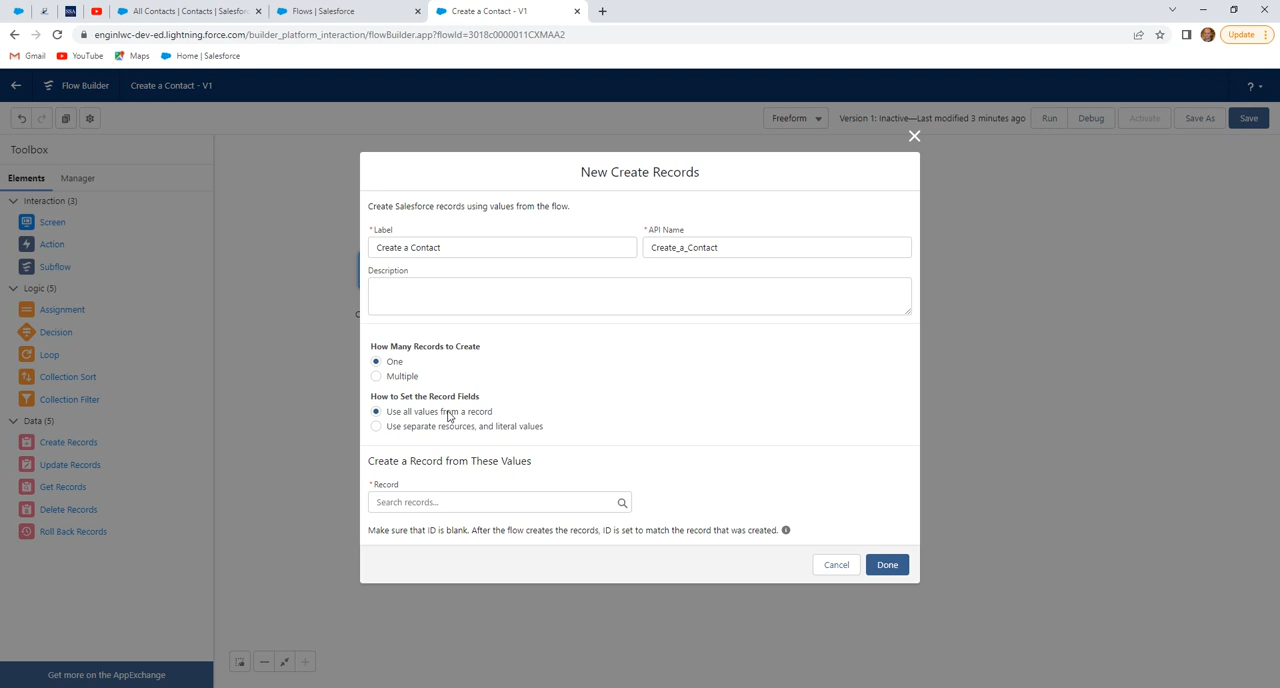 All Contacts | Contacts | Salesforc
Flows | Salesforce
Create a Contact - V1
enginlwc-dev-ed.lightning.force.com/builder_platform_interaction/flowBuilder.app?flowId=3018c0000011CXMAA2
Update
Gmail
YouTube
Maps
Home | Salesforce
Flow Builder
Create a Contact - V1
?
Freeform
Version 1: Inactive—Last modified 3 minutes ago
Run
Debug
Activate
Save As
Save
Toolbox
Elements
Manager
Interaction (3)
Screen
Action
Subflow
Logic (5)
Assignment
Decision
Loop
Collection Sort
Collection Filter
Data (5)
Create Records
Update Records
Get Records
Delete Records
Roll Back Records
Get more on the AppExchange
New Create Records
Create Salesforce records using values from the flow.
* Label
* API Name
Create a Contact
Create_a_Contact
Description
How Many Records to Create
One
Multiple
How to Set the Record Fields
Use all values from a record
Use separate resources, and literal values
Create a Record from These Values
* Record
Search records...
Make sure that ID is blank. After the flow creates the records, ID is set to match the record that was created.
Cancel
Done